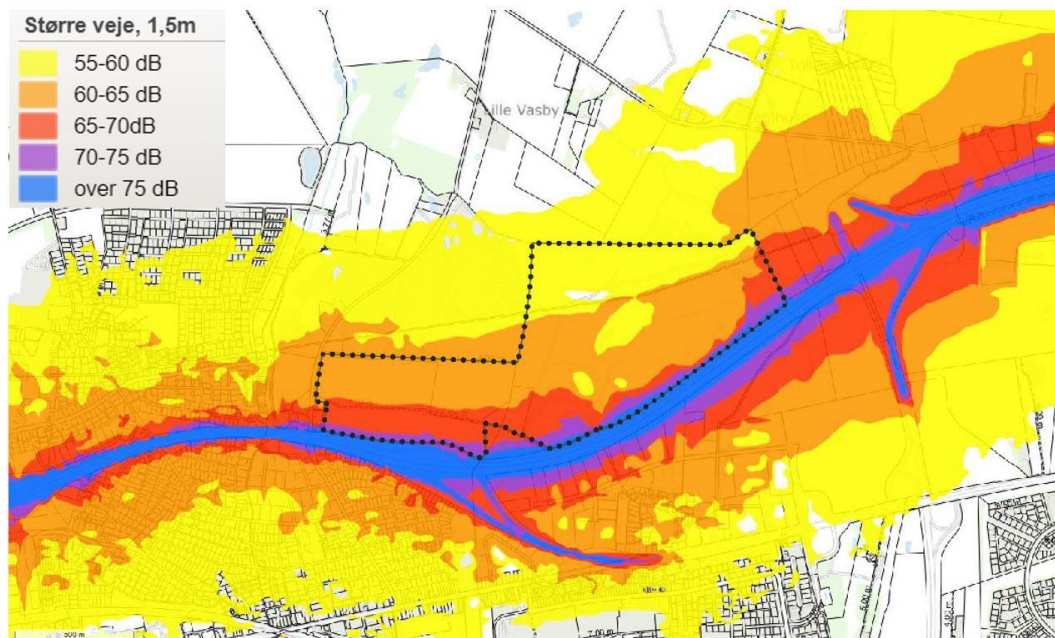 Større veje, 1,5m
55-60 dB
60-65 dB
65-70dB
70-75 dB
over 75 dB
Lille Vasby
500 m